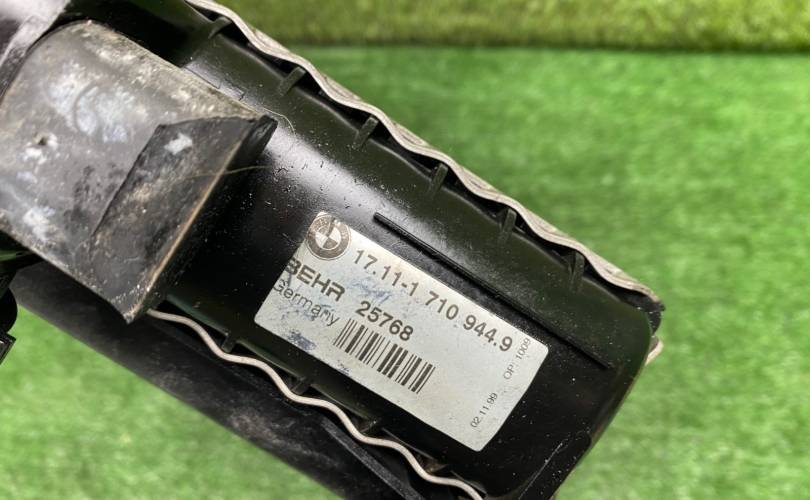 17.11-1 710 944.9
BEHR 25768
Germany
02.11.99 OP: 1009